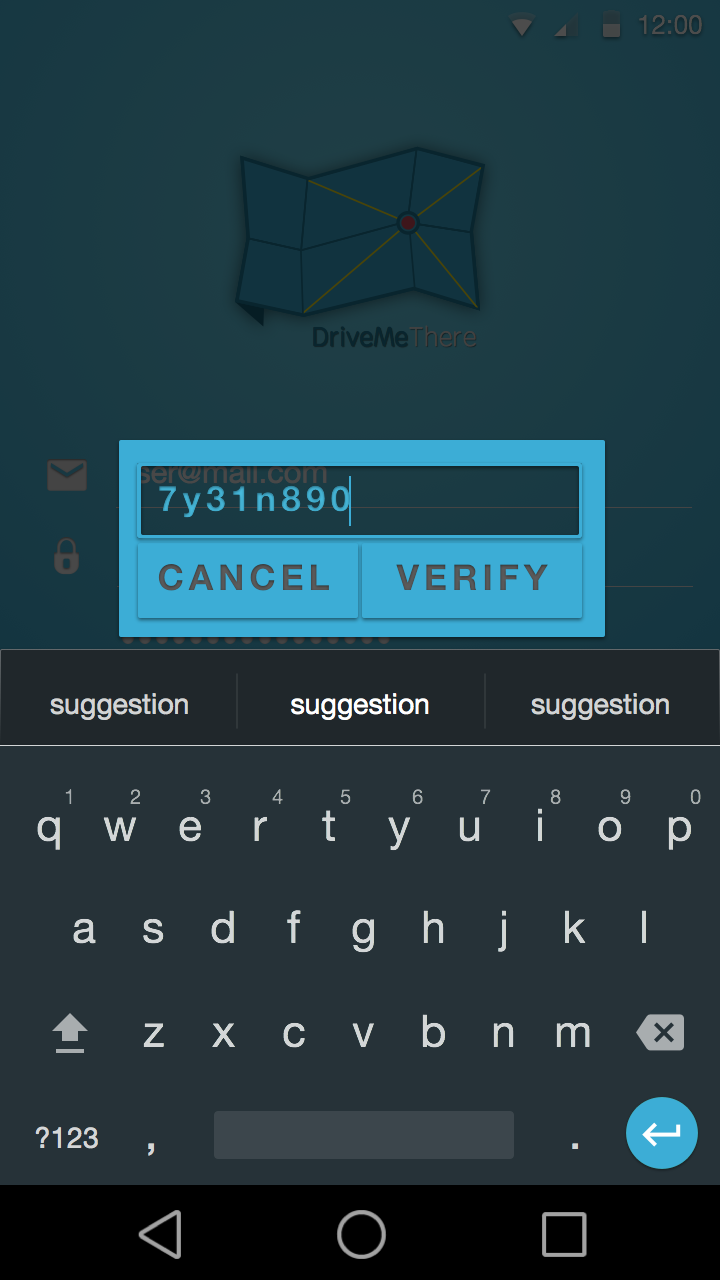 12:00
DriveMeThere
ser@mail.com
7y31n890
CANCEL VERIFY
suggestion suggestion suggestion
1 2 3 4 5 6 7 8 9 0
q w e r t y u i o p
a s d f g h j k l
z x c v b n m
?123 , .